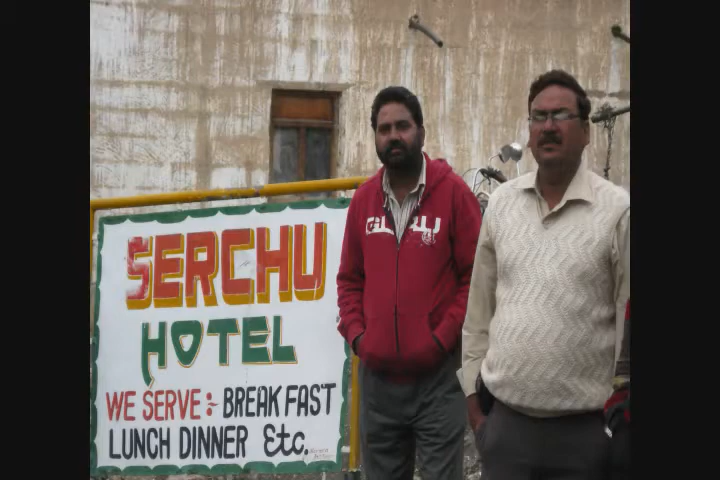 SERCHU
HOTEL
WE SERVE:- BREAK FAST
LUNCH DINNER Etc.